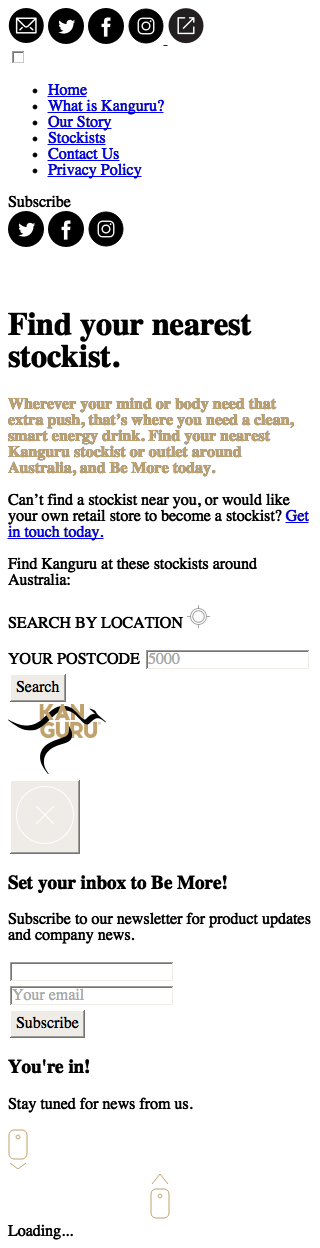 Home
What is Kanguru?
Our Story
Stockists
Contact Us
Privacy Policy
Subscribe
Find your nearest
stockist.
Wherever your mind or body need that
extra push, that’s where you need a clean,
smart energy drink. Find your nearest
Kanguru stockist or outlet around
Australia, and Be More today.
Can’t find a stockist near you, or would like
your own retail store to become a stockist? Get
in touch today.
Find Kanguru at these stockists around
Australia:
SEARCH BY LOCATION
YOUR POSTCODE 5000
Search
KAN
GURU
Set your inbox to Be More!
Subscribe to our newsletter for product updates
and company news.
Your email
Subscribe
You're in!
Stay tuned for news from us.
Loading...